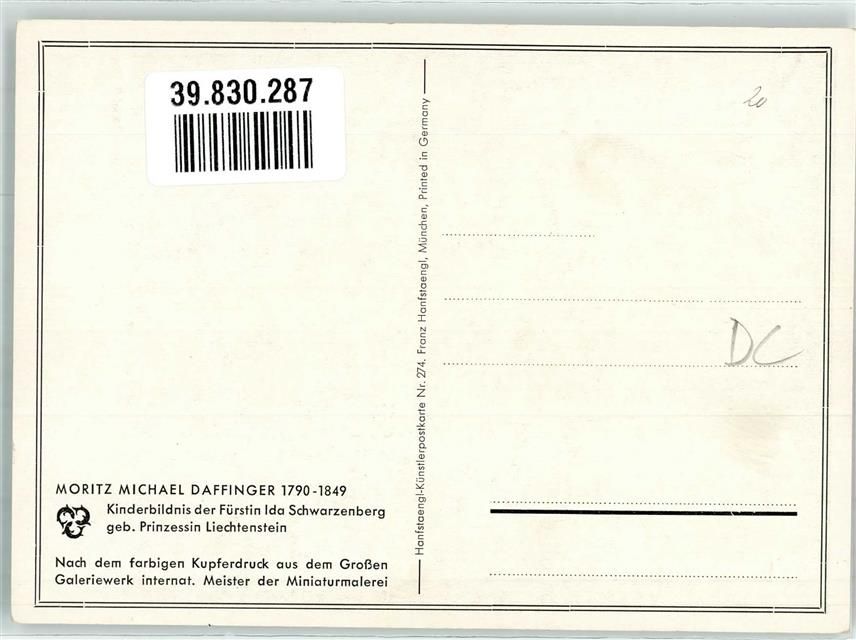 39.830.287
MORITZ MICHAEL DAFFINGER 1790-1849
Kinderbildnis der Fürstin Ida Schwarzenberg
geb. Prinzessin Liechtenstein
Nach dem farbigen Kupferdruck aus dem Großen
Galeriewerk internat. Meister der Miniaturmalerei
Hanfstaengl-Künstlerpostkarte Nr. 274. Franz Hanfstaengl, München, Printed in Germany
20
DC